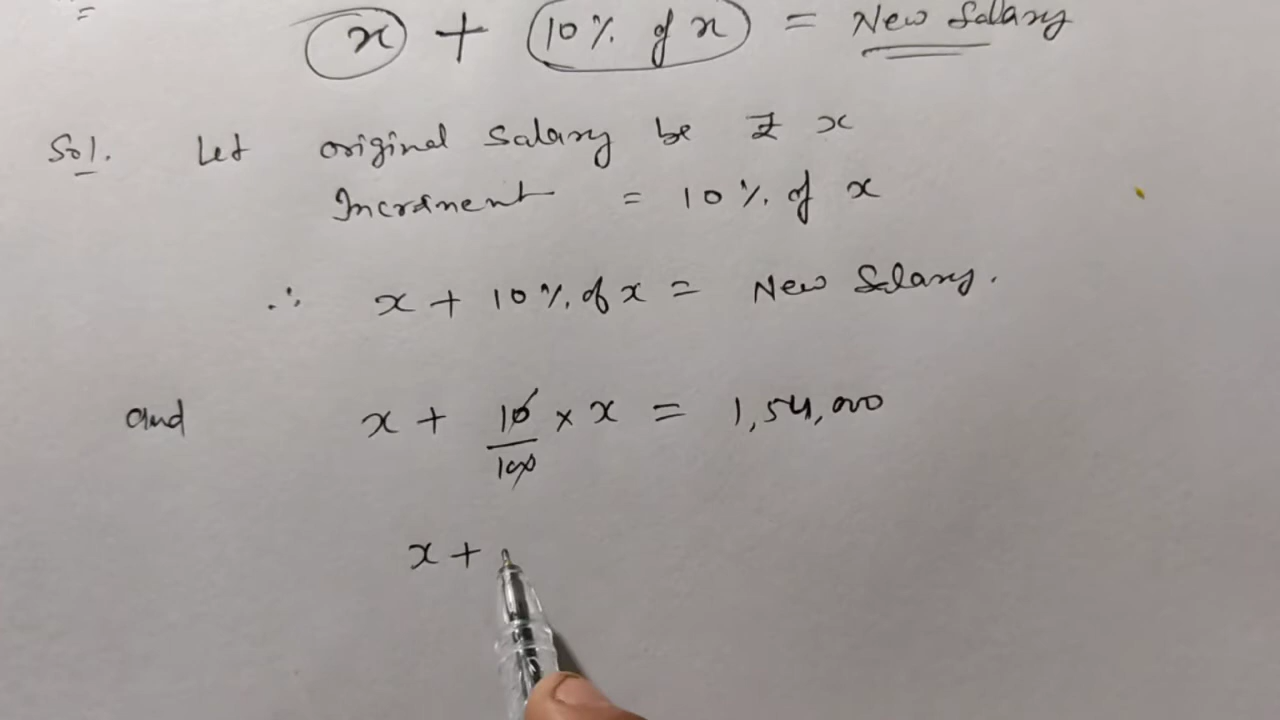 =
x + 10% of x = New Salary
Sol. Let original salary be ₹ x
Increment = 10% of x
∴ x + 10% of x = New Salary.
and x + 10/100 × x = 1,54,000
x +